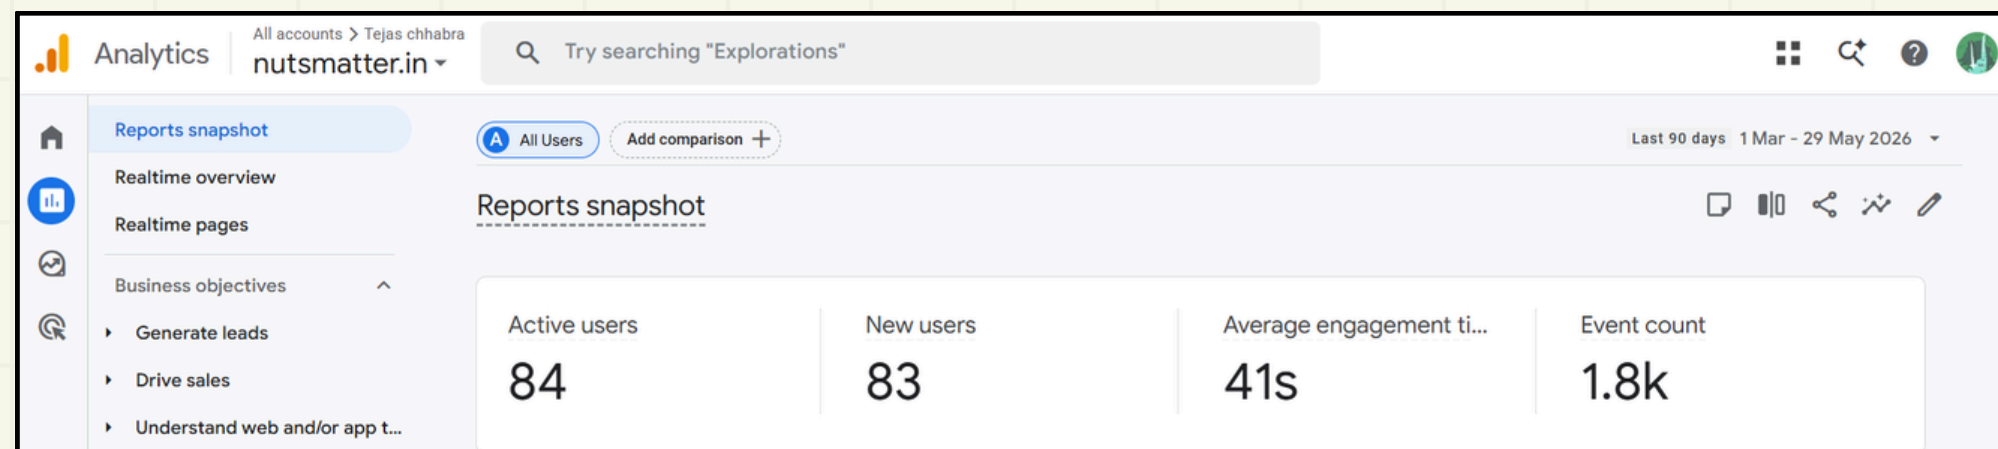 Analytics
All accounts > Tejas chhabra
nutsmatter.in
Try searching "Explorations"
Reports snapshot
Realtime overview
Realtime pages
Business objectives
Generate leads
Drive sales
Understand web and/or app t...
A All Users
Add comparison +
Last 90 days 1 Mar - 29 May 2026
Reports snapshot
Active users
84
New users
83
Average engagement ti...
41s
Event count
1.8k